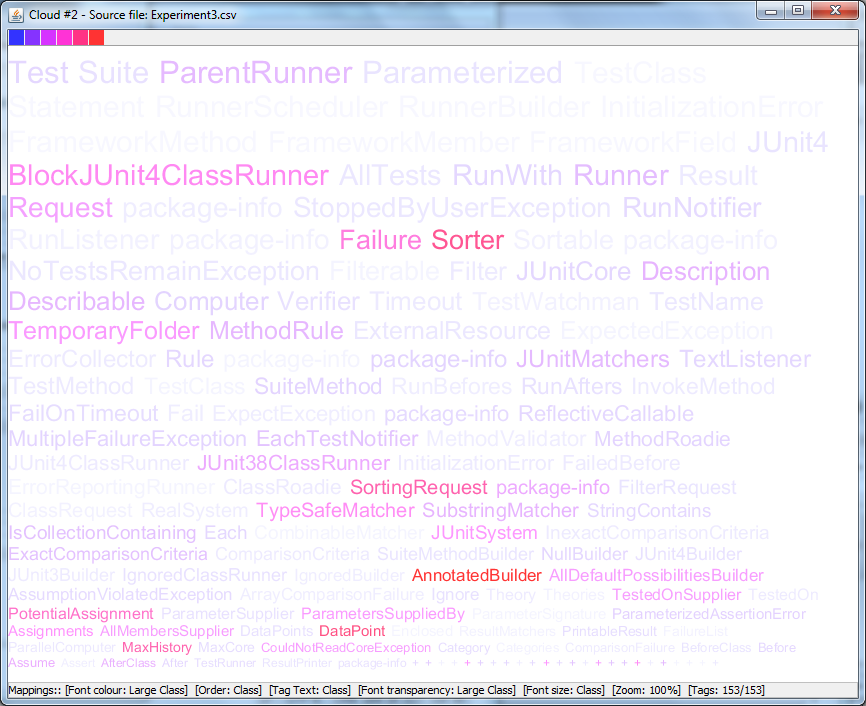 Cloud #2 - Source file: Experiment3.csv
Test Suite ParentRunner Parameterized TestClass
Statement RunnerScheduler RunnerBuilder InitializationError
FrameworkMethod FrameworkMember FrameworkField JUnit4
BlockJUnit4ClassRunner AllTests RunWith Runner Result
Request package-info StoppedByUserException RunNotifier
RunListener package-info Failure Sorter Sortable package-info
NoTestsRemainException Filterable Filter JUnitCore Description
Describable Computer Verifier Timeout TestWatchman TestName
TemporaryFolder MethodRule ExternalResource ExpectedException
ErrorCollector Rule package-info package-info JUnitMatchers TextListener
TestMethod TestClass SuiteMethod RunBefores RunAfters InvokeMethod
FailOnTimeout Fail ExpectException package-info ReflectiveCallable
MultipleFailureException EachTestNotifier MethodValidator MethodRoadie
JUnit4ClassRunner JUnit38ClassRunner InitializationError FailedBefore
ErrorReportingRunner ClassRoadie SortingRequest package-info FilterRequest
ClassRequest RealSystem TypeSafeMatcher SubstringMatcher StringContains
IsCollectionContaining Each CombinableMatcher JUnitSystem InexactComparisonCriteria
ExactComparisonCriteria ComparisonCriteria SuiteMethodBuilder NullBuilder JUnit4Builder
JUnit3Builder IgnoredClassRunner IgnoredBuilder AnnotatedBuilder AllDefaultPossibilitiesBuilder
AssumptionViolatedException ArrayComparisonFailure Ignore Theory Theories TestedOnSupplier TestedOn
PotentialAssignment ParameterSupplier ParametersSuppliedBy ParameterSignature ParameterizedAssertionError
Assignments AllMembersSupplier DataPoints DataPoint Enclosed ResultMatchers PrintableResult FailureList
ParallelComputer MaxHistory MaxCore CouldNotReadCoreException Category Categories ComparisonFailure BeforeClass Before
Assume Assert AfterClass After TestRunner ResultPrinter package-info + + + + + + + + + + + + + + + + + + + + + + + +
Mappings:: [Font colour: Large Class] [Order: Class] [Tag Text: Class] [Font transparency: Large Class] [Font size: Class] [Zoom: 100%] [Tags: 153/153]